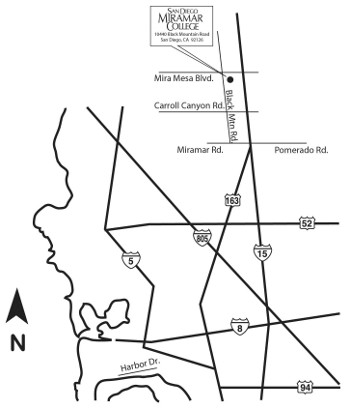 SAN DIEGO
MIRAMAR
COLLEGE
10440 Black Mountain Road
San Diego, CA 92126
Mira Mesa Blvd.
Black Mtn Rd.
Carroll Canyon Rd.
Miramar Rd.
Pomerado Rd.
163
52
805
15
5
8
N
Harbor Dr.
94